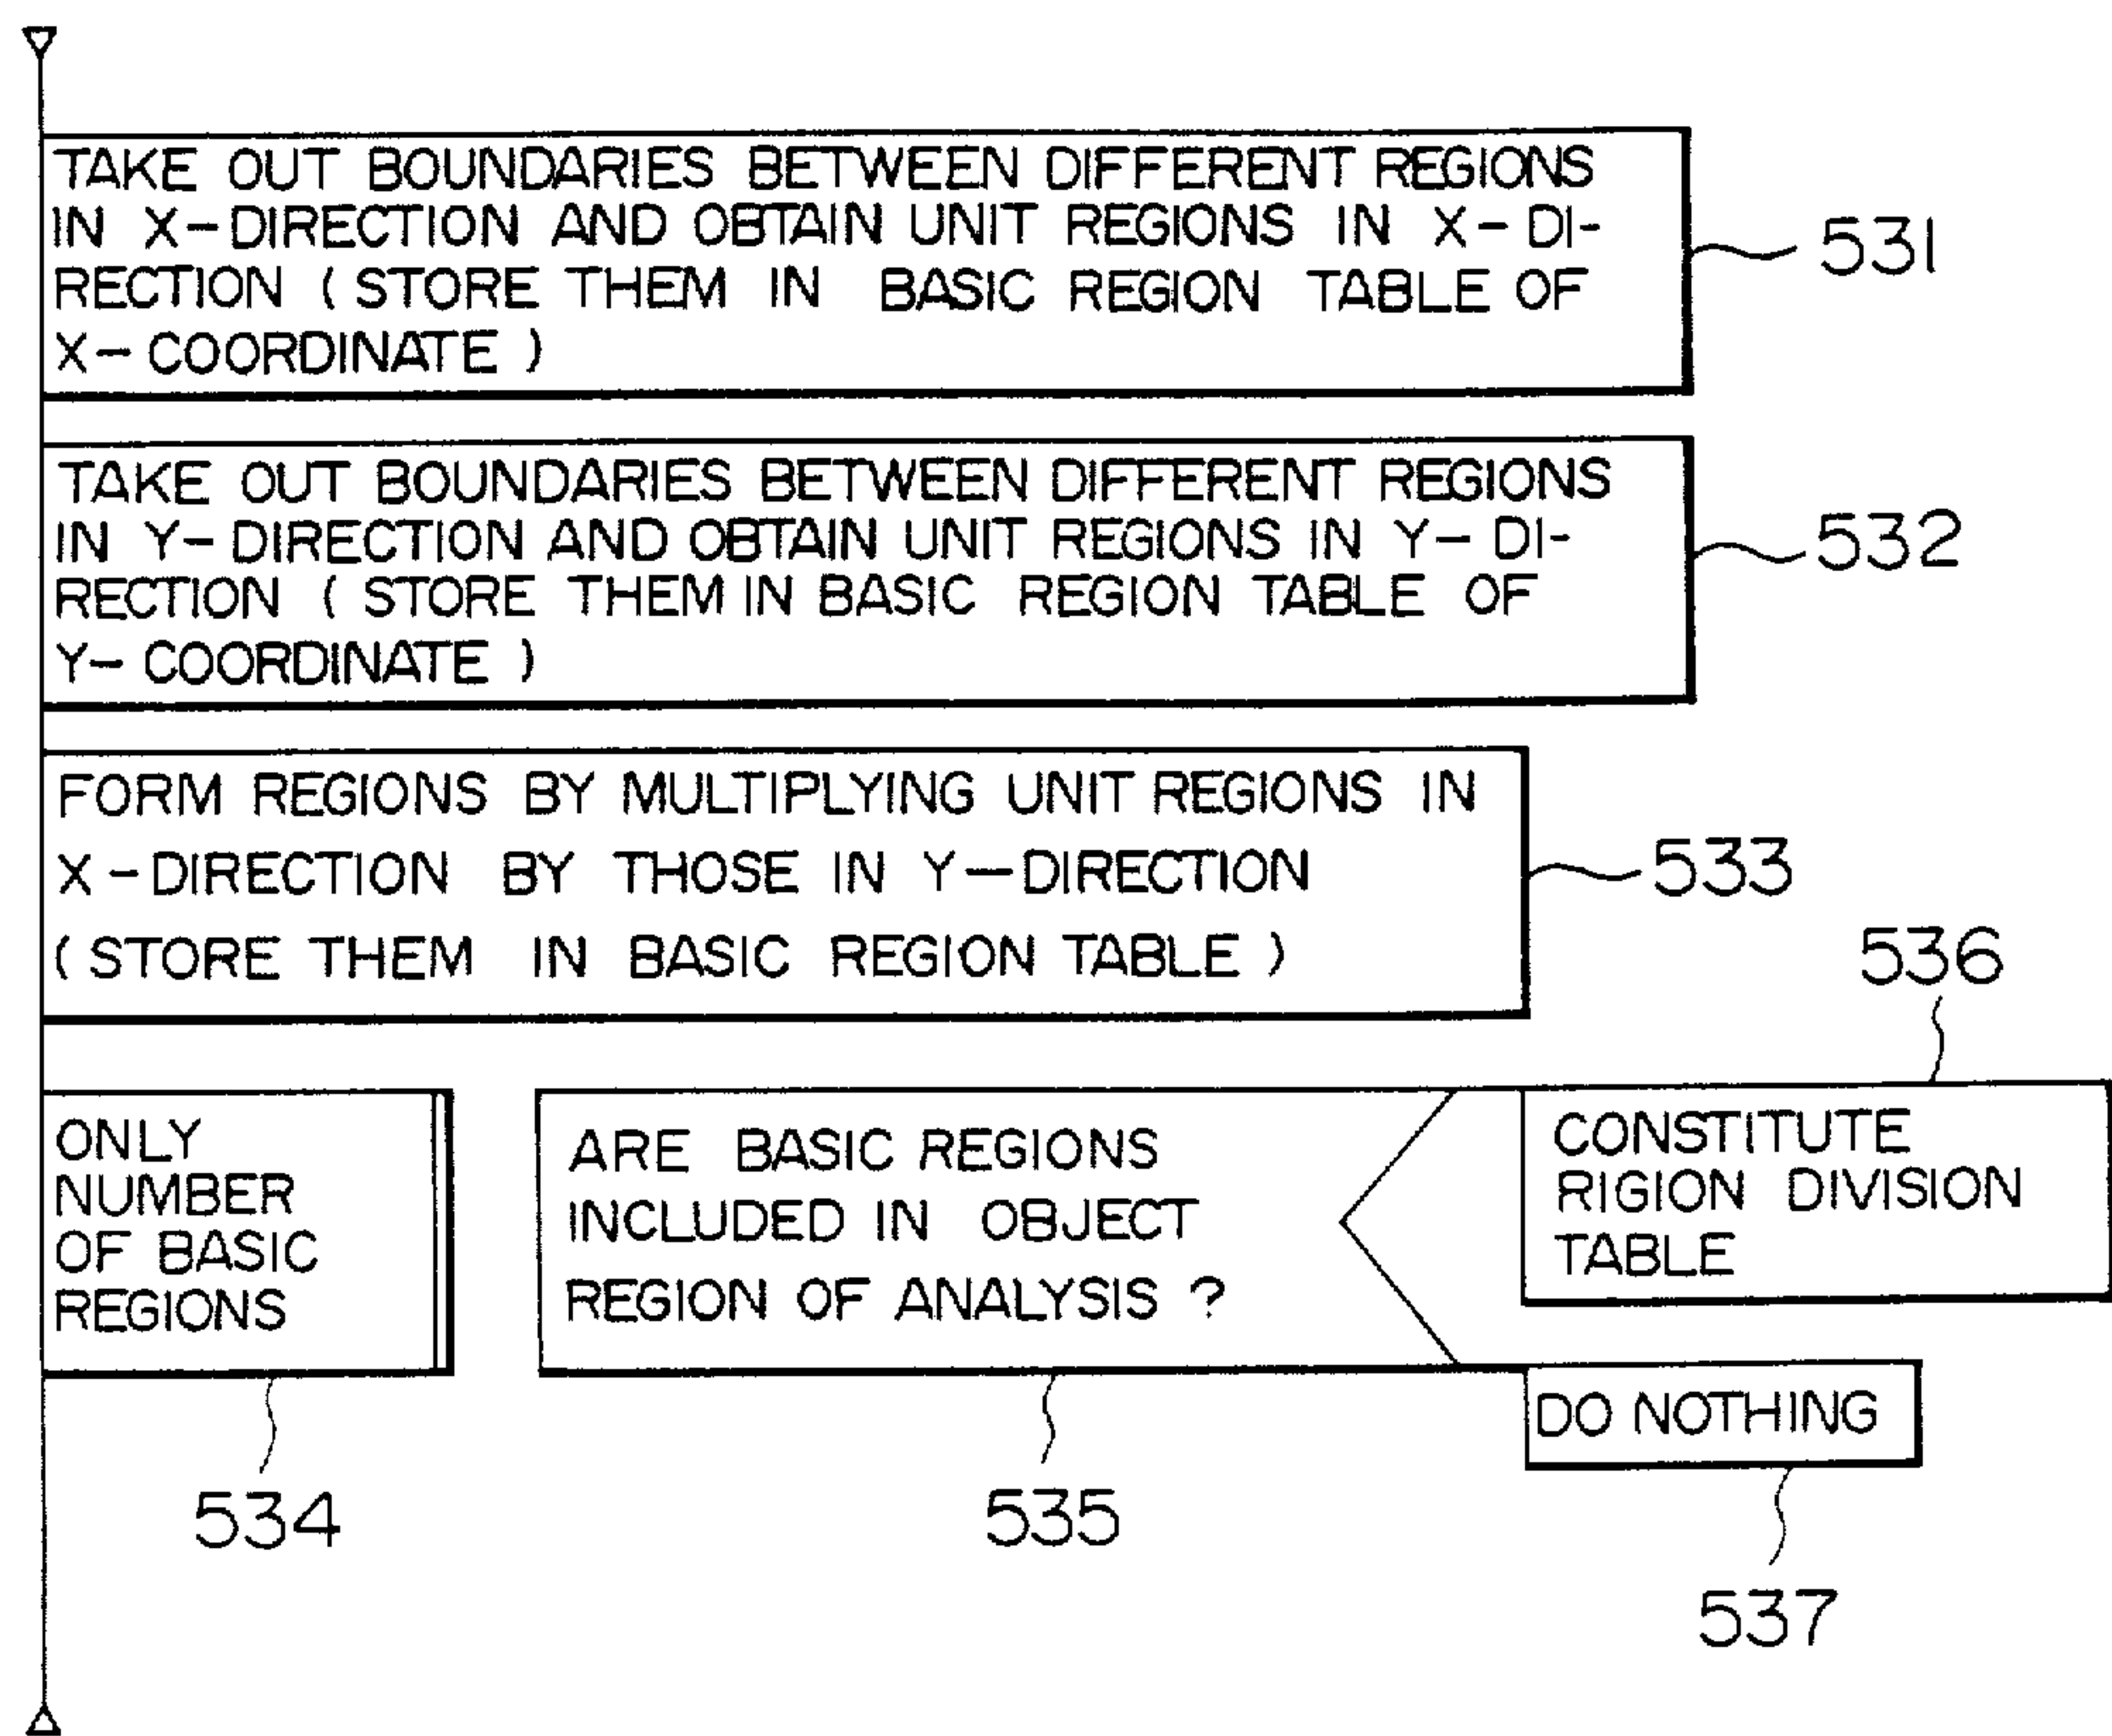 TAKE OUT BOUNDARIES BETWEEN DIFFERENT REGIONS
IN X-DIRECTION AND OBTAIN UNIT REGIONS IN X-DI-
RECTION (STORE THEM IN BASIC REGION TABLE OF
X-COORDINATE)
531
TAKE OUT BOUNDARIES BETWEEN DIFFERENT REGIONS
IN Y-DIRECTION AND OBTAIN UNIT REGIONS IN Y-DI-
RECTION (STORE THEM IN BASIC REGION TABLE OF
Y-COORDINATE)
532
FORM REGIONS BY MULTIPLYING UNIT REGIONS IN
X-DIRECTION BY THOSE IN Y-DIRECTION
(STORE THEM IN BASIC REGION TABLE)
533
ONLY
NUMBER
OF BASIC
REGIONS
534
ARE BASIC REGIONS
INCLUDED IN OBJECT
REGION OF ANALYSIS ?
535
536
CONSTITUTE
RIGION DIVISION
TABLE
DO NOTHING
537